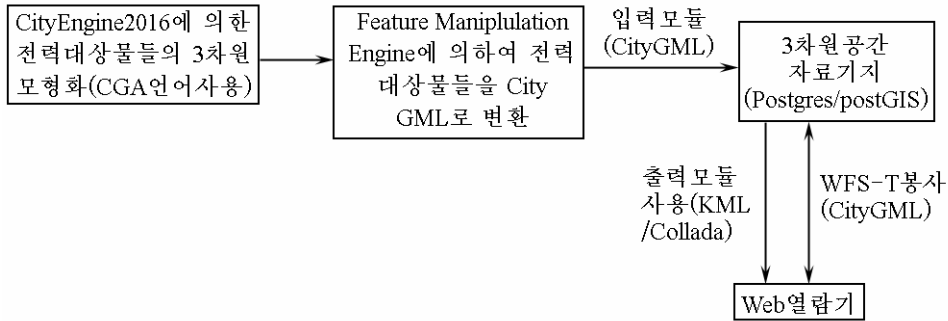 CityEngine2016에 의한
전력대상물들의 3차원
모형화(CGA언어사용)
Feature Maniplulation
Engine에 의하여 전력
대상물들을 City
GML로 변환
입력모듈
(CityGML)
3차원공간
자료기지
(Postgres/postGIS)
출력모듈
사용(KML
/Collada)
WFS-T봉사
(CityGML)
Web열람기